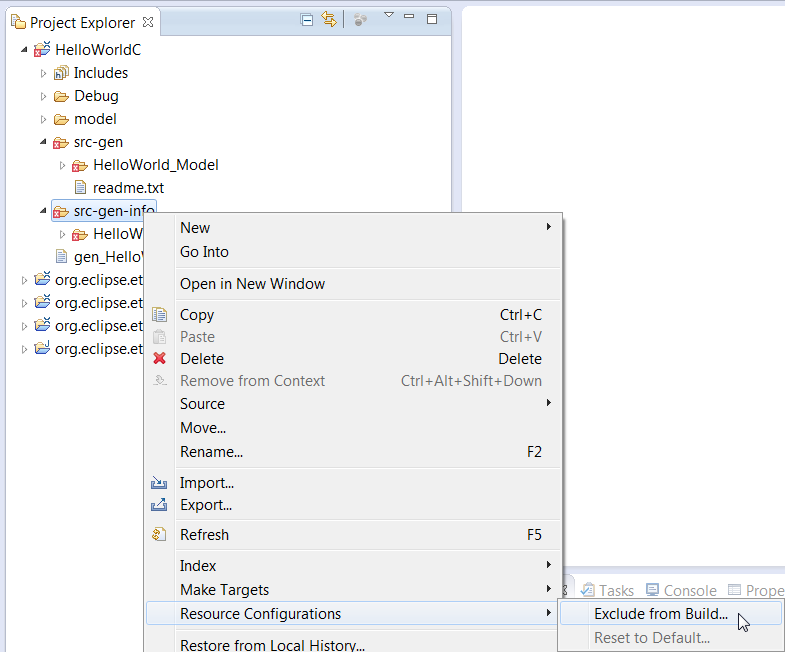 Project Explorer
HelloWorldC
Includes
Debug
model
src-gen
HelloWorld_Model
readme.txt
src-gen-info
HelloW
gen_Hello
org.eclipse.et
org.eclipse.et
org.eclipse.et
org.eclipse.et
New
Go Into
Open in New Window
Copy Ctrl+C
Paste Ctrl+V
Delete Delete
Remove from Context Ctrl+Alt+Shift+Down
Source
Move...
Rename... F2
Import...
Export...
Refresh F5
Index
Make Targets
Resource Configurations
Restore from Local History...
Tasks Console Prope
Exclude from Build...
Reset to Default...